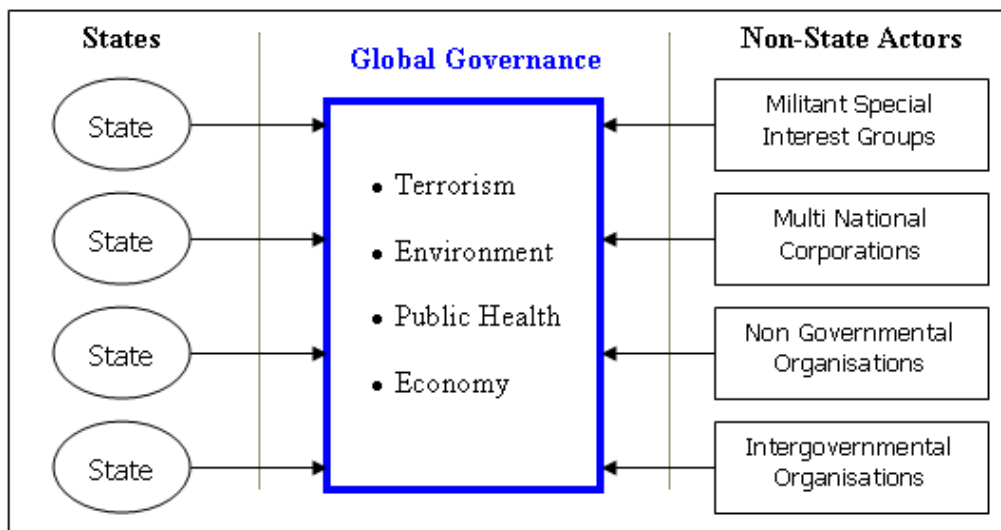 States
State
State
State
State
Global Governance
• Terrorism
• Environment
• Public Health
• Economy
Non-State Actors
Militant Special
Interest Groups
Multi National
Corporations
Non Governmental
Organisations
Intergovernmental
Organisations